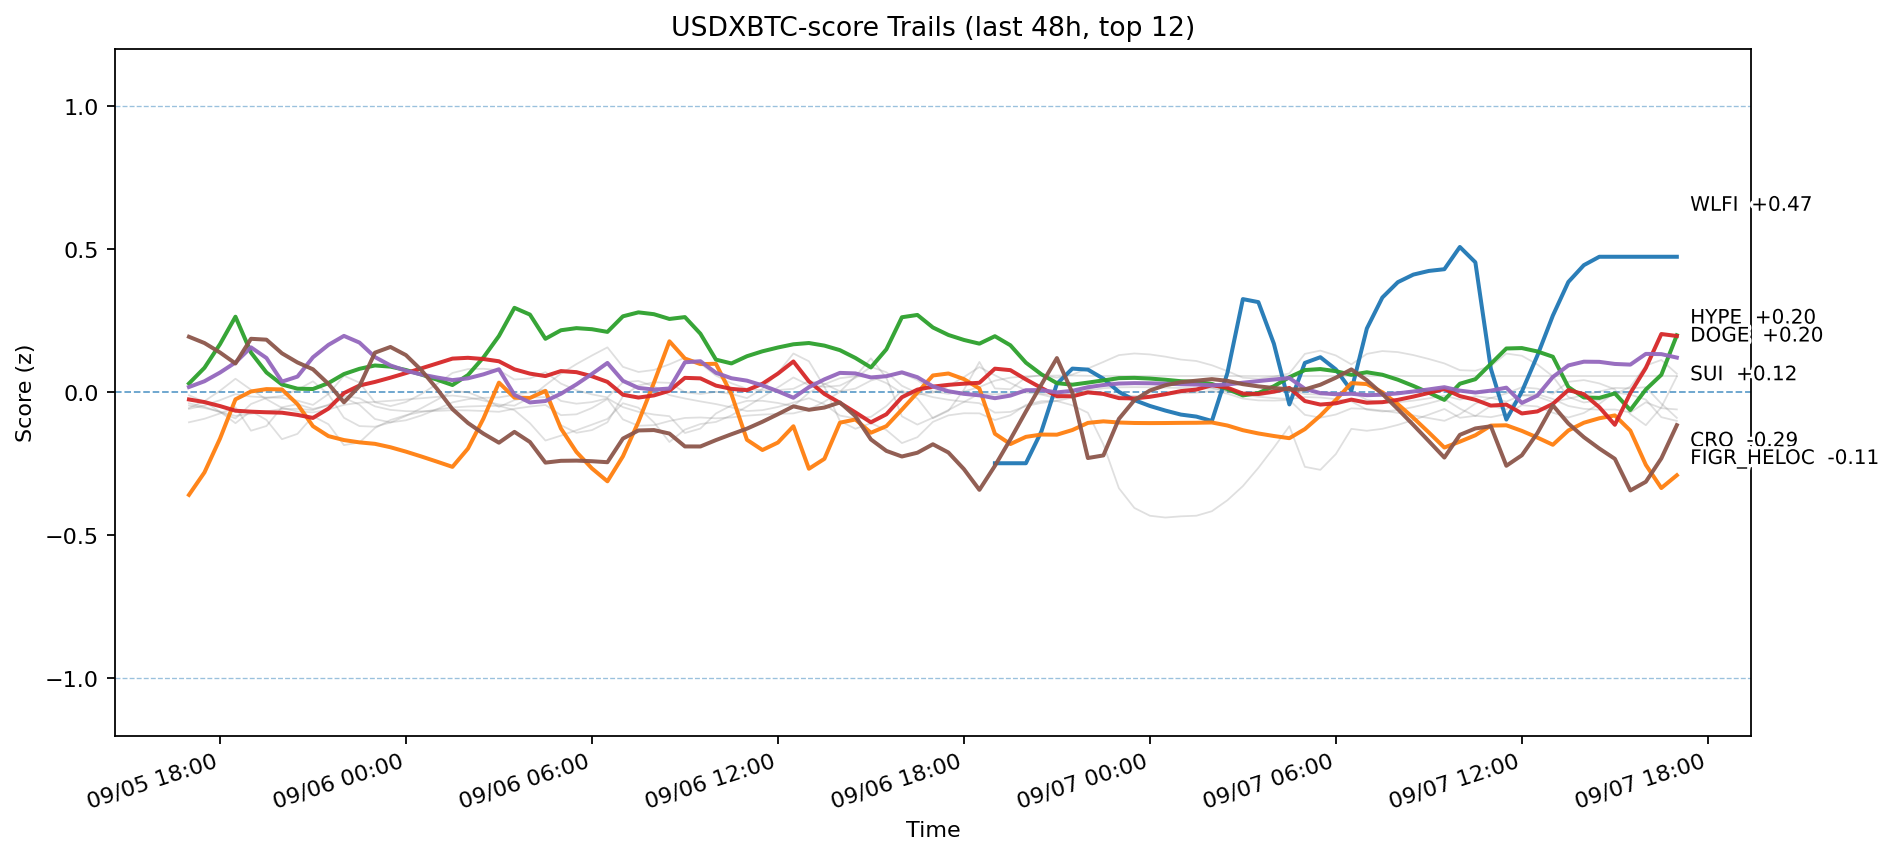 USDXBTC-score Trails (last 48h, top 12)
Score (z)
1.0
0.5
0.0
−0.5
−1.0
WLFI +0.47
HYPE +0.20
DOGE +0.20
SUI +0.12
CRO -0.29
FIGR_HELOC -0.11
09/05 18:00
09/06 00:00
09/06 06:00
09/06 12:00
09/06 18:00
09/07 00:00
09/07 06:00
09/07 12:00
09/07 18:00
Time